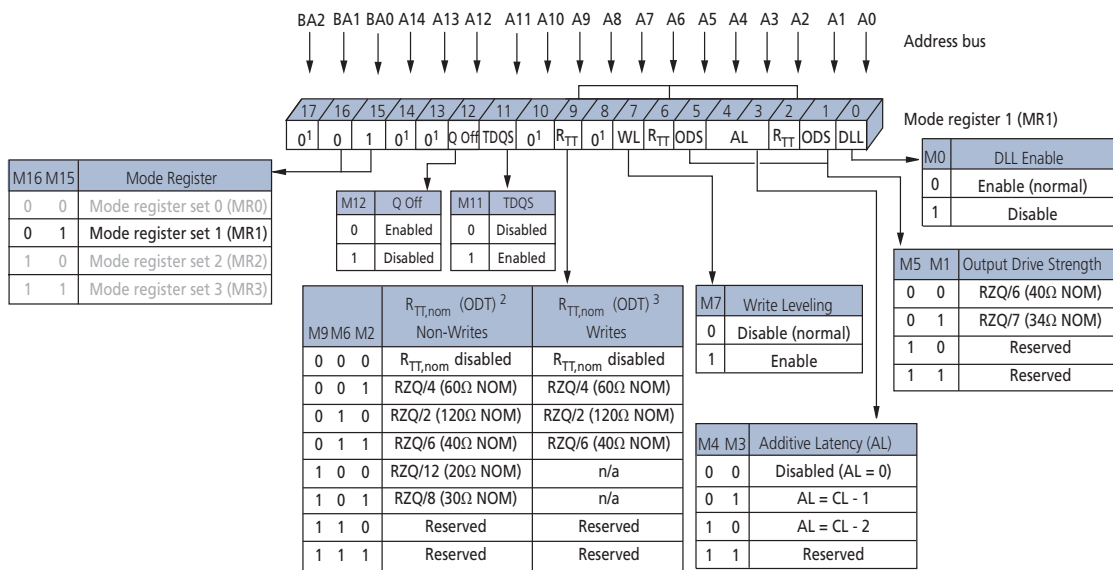 BA2 BA1 BA0 A14 A13 A12 A11 A10 A9 A8 A7 A6 A5 A4 A3 A2 A1 A0
Address bus
17 16 15 14 13 12 11 10 9 8 7 6 5 4 3 2 1 0
0¹ 0 1 0¹ 0¹ Q Off TDQS 0¹ RTT 0¹ WL RTT ODS AL RTT ODS DLL
Mode register 1 (MR1)
M16 M15 Mode Register
0 0 Mode register set 0 (MR0)
0 1 Mode register set 1 (MR1)
1 0 Mode register set 2 (MR2)
1 1 Mode register set 3 (MR3)
M12 Q Off
0 Enabled
1 Disabled
M11 TDQS
0 Disabled
1 Enabled
M0 DLL Enable
0 Enable (normal)
1 Disable
M5 M1 Output Drive Strength
0 0 RZQ/6 (40Ω NOM)
0 1 RZQ/7 (34Ω NOM)
1 0 Reserved
1 1 Reserved
RTT,nom (ODT) ² RTT,nom (ODT) ³
M9 M6 M2 Non-Writes Writes
0 0 0 RTT,nom disabled RTT,nom disabled
0 0 1 RZQ/4 (60Ω NOM) RZQ/4 (60Ω NOM)
0 1 0 RZQ/2 (120Ω NOM) RZQ/2 (120Ω NOM)
0 1 1 RZQ/6 (40Ω NOM) RZQ/6 (40Ω NOM)
1 0 0 RZQ/12 (20Ω NOM) n/a
1 0 1 RZQ/8 (30Ω NOM) n/a
1 1 0 Reserved Reserved
1 1 1 Reserved Reserved
M7 Write Leveling
0 Disable (normal)
1 Enable
M4 M3 Additive Latency (AL)
0 0 Disabled (AL = 0)
0 1 AL = CL - 1
1 0 AL = CL - 2
1 1 Reserved